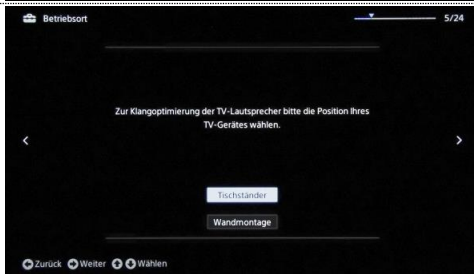 Betriebsort
5/24
Zur Klangoptimierung der TV-Lautsprecher bitte die Position Ihres
TV-Gerätes wählen.
Tischständer
Wandmontage
Zurück Weiter Wählen